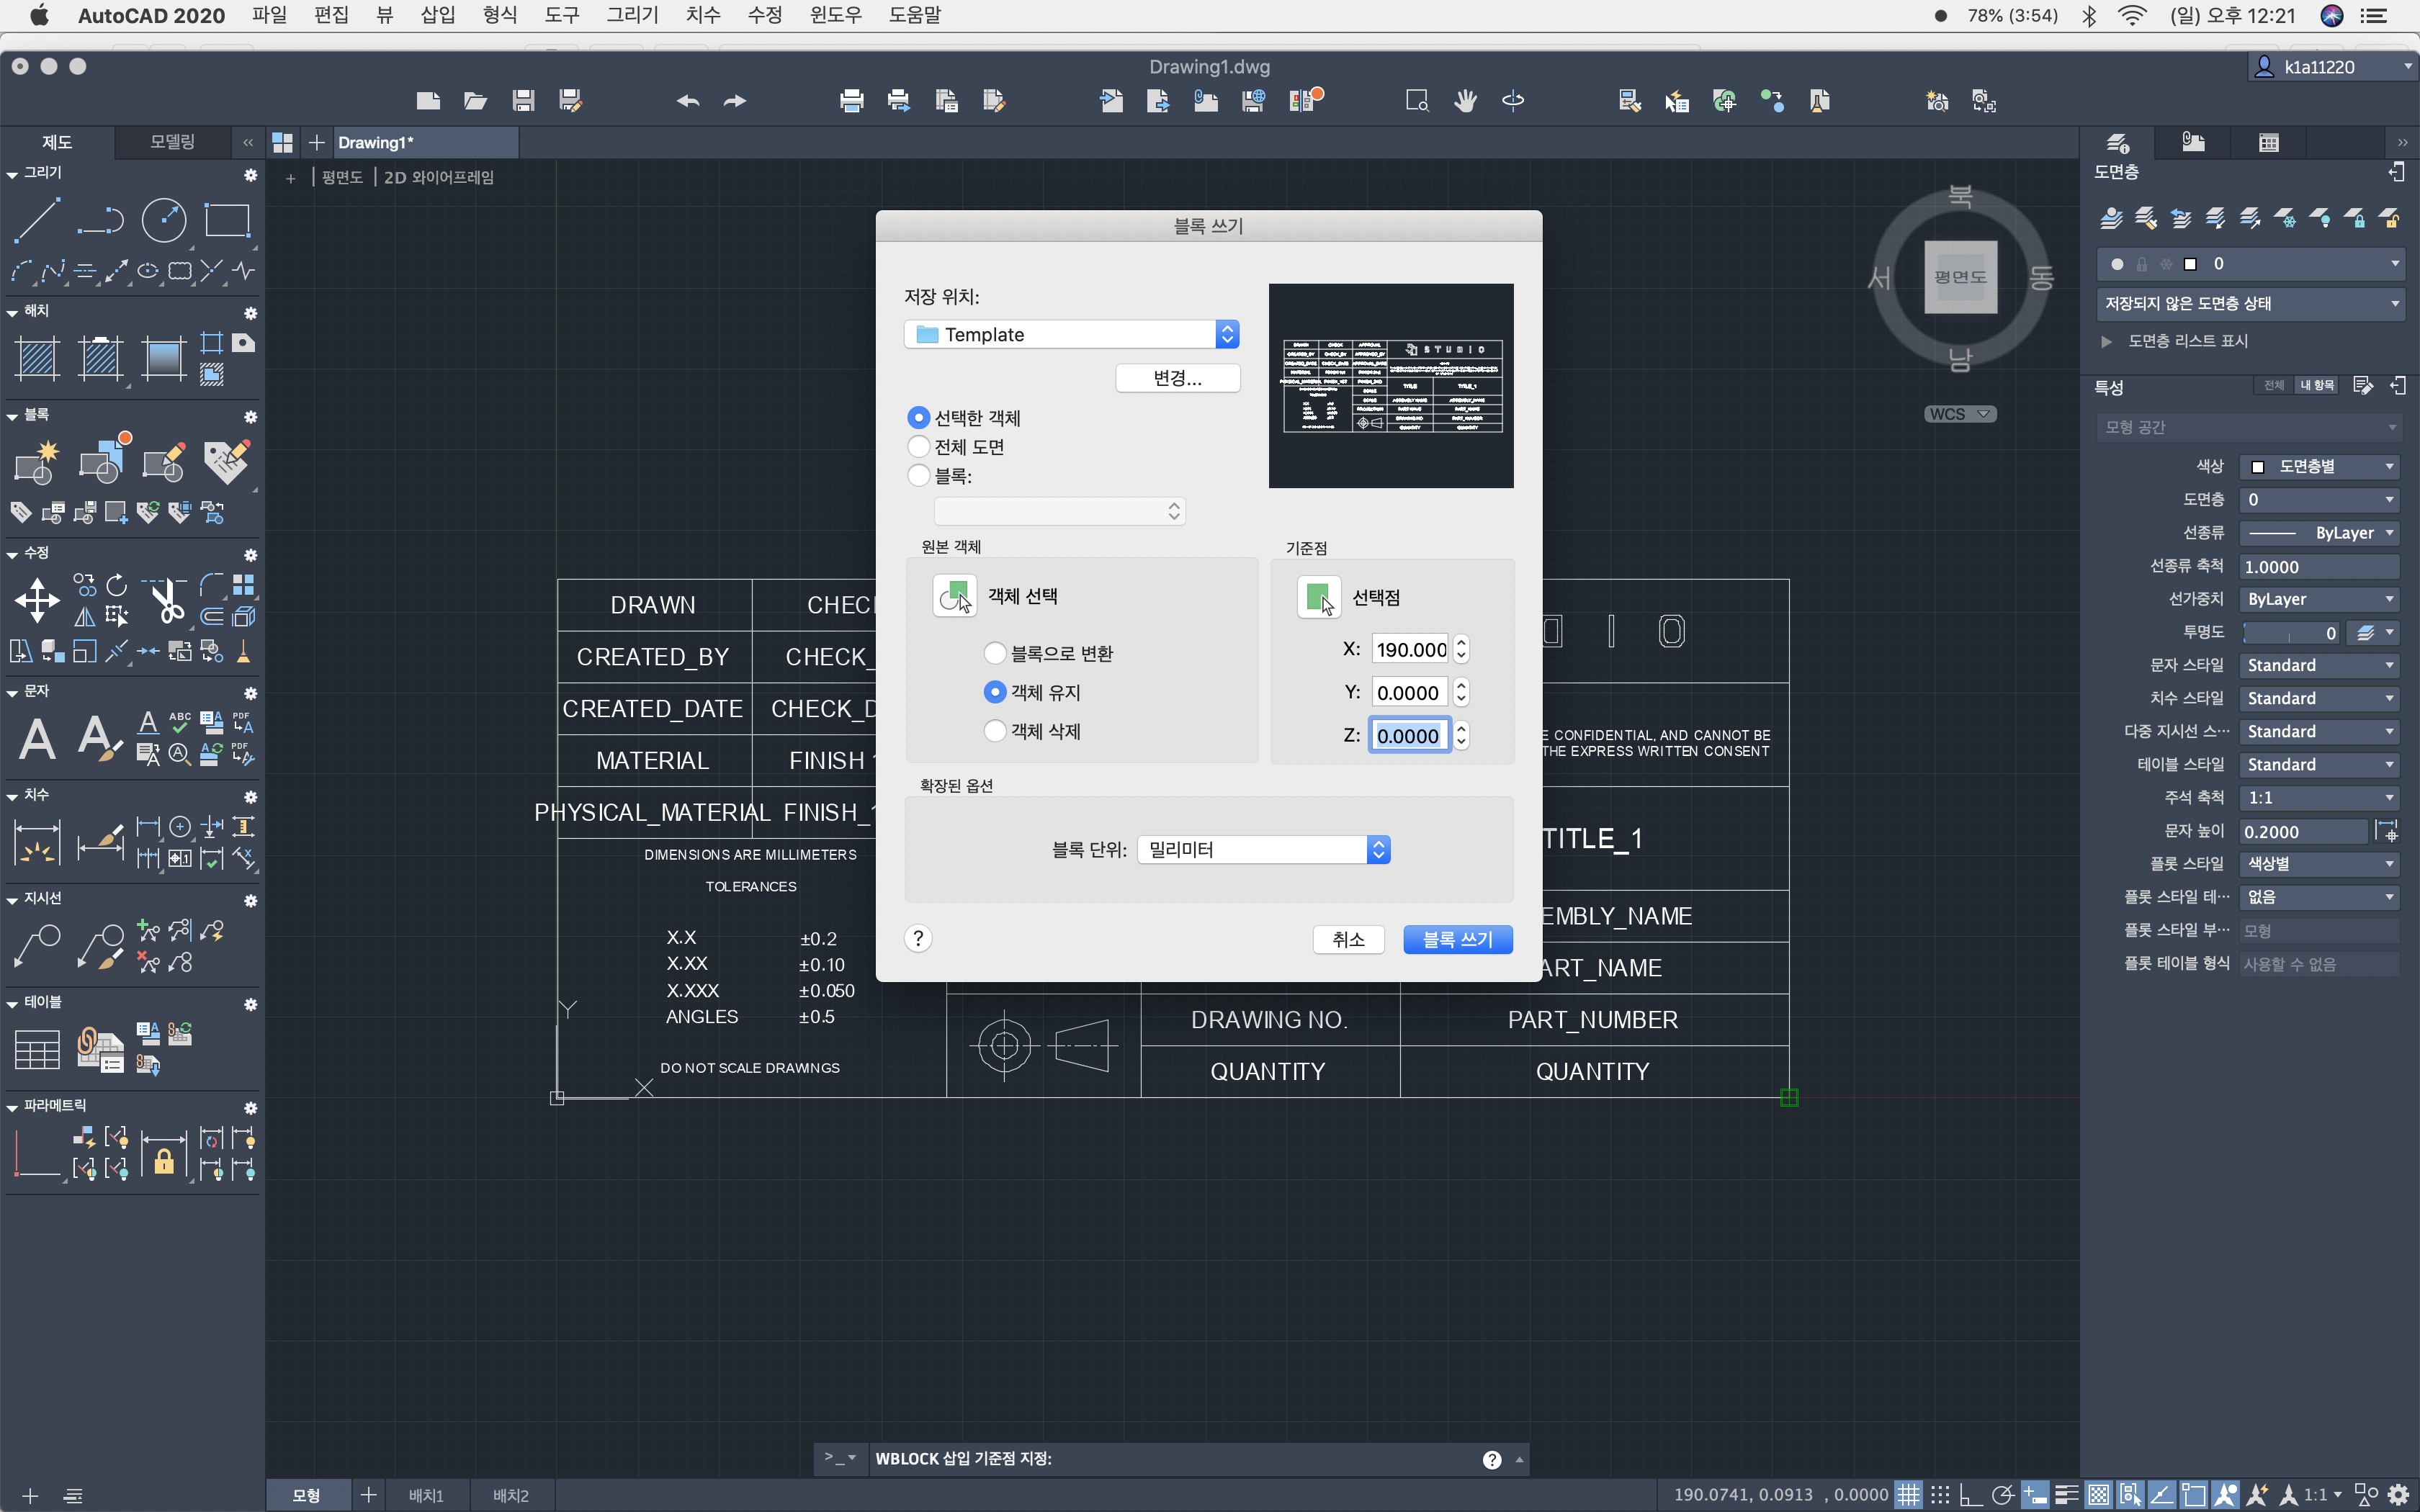 AutoCAD 2020 파일 편집 뷰 삽입 형식 도구 그리기 치수 수정 윈도우 도움말 78% (3:54) (일) 오후 12:21
Drawing1.dwg k1a11220
제도 모델링 Drawing1*
그리기
+ 평면도 2D 와이어프레임
해치
블록
수정
문자
치수
지시선
테이블
파라메트릭
DRAWN
CREATED_BY
CREATED_DATE
MATERIAL
PHYSICAL_MATERIAL FINISH_
DIMENSIONS ARE MILLIMETERS
TOLERANCES
X.X ±0.2
X.XX ±0.10
X.XXX ±0.050
ANGLES ±0.5
DO NOT SCALE DRAWINGS
Y
X
CHEC
CHECK_
CHECK_D
FINISH
I O
E CONFIDENTIAL, AND CANNOT BE
THE EXPRESS WRITTEN CONSENT
TITLE_1
EMBLY_NAME
ART_NAME
DRAWING NO. PART_NUMBER
QUANTITY QUANTITY
블록 쓰기
저장 위치:
Template
변경...
선택한 객체
전체 도면
블록:
STUDIO
TITLE TITLE_1
원본 객체
객체 선택
블록으로 변환
객체 유지
객체 삭제
기준점
선택점
X: 190.000
Y: 0.0000
Z: 0.0000
확장된 옵션
블록 단위: 밀리미터
? 취소 블록 쓰기
북
서 평면도 동
남
WCS
도면층
0
저장되지 않은 도면층 상태
도면층 리스트 표시
특성 전체 내 항목
모형 공간
색상 도면층별
도면층 0
선종류 ByLayer
선종류 축척 1.0000
선가중치 ByLayer
투명도 0
문자 스타일 Standard
치수 스타일 Standard
다중 지시선 스··· Standard
테이블 스타일 Standard
주석 축척 1:1
문자 높이 0.2000
플롯 스타일 색상별
플롯 스타일 테··· 없음
플롯 스타일 부··· 모형
플롯 테이블 형식 사용할 수 없음
>_ WBLOCK 삽입 기준점 지정: ?
모형 + 배치1 배치2 190.0741, 0.0913 , 0.0000 1:1